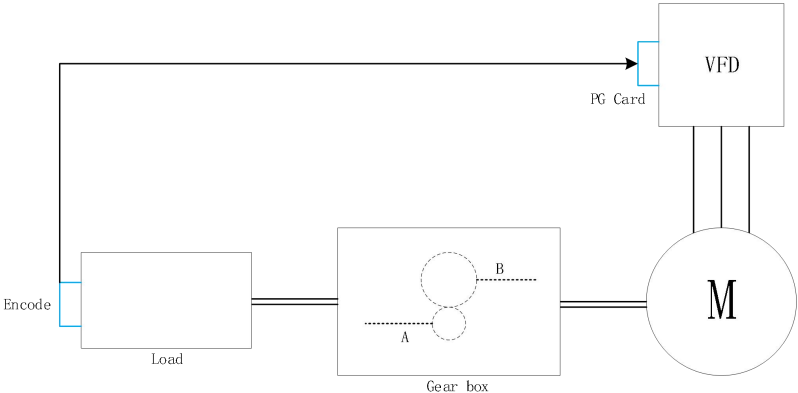 VFD
PG Card
B
M
Encode
A
Load
Gear box